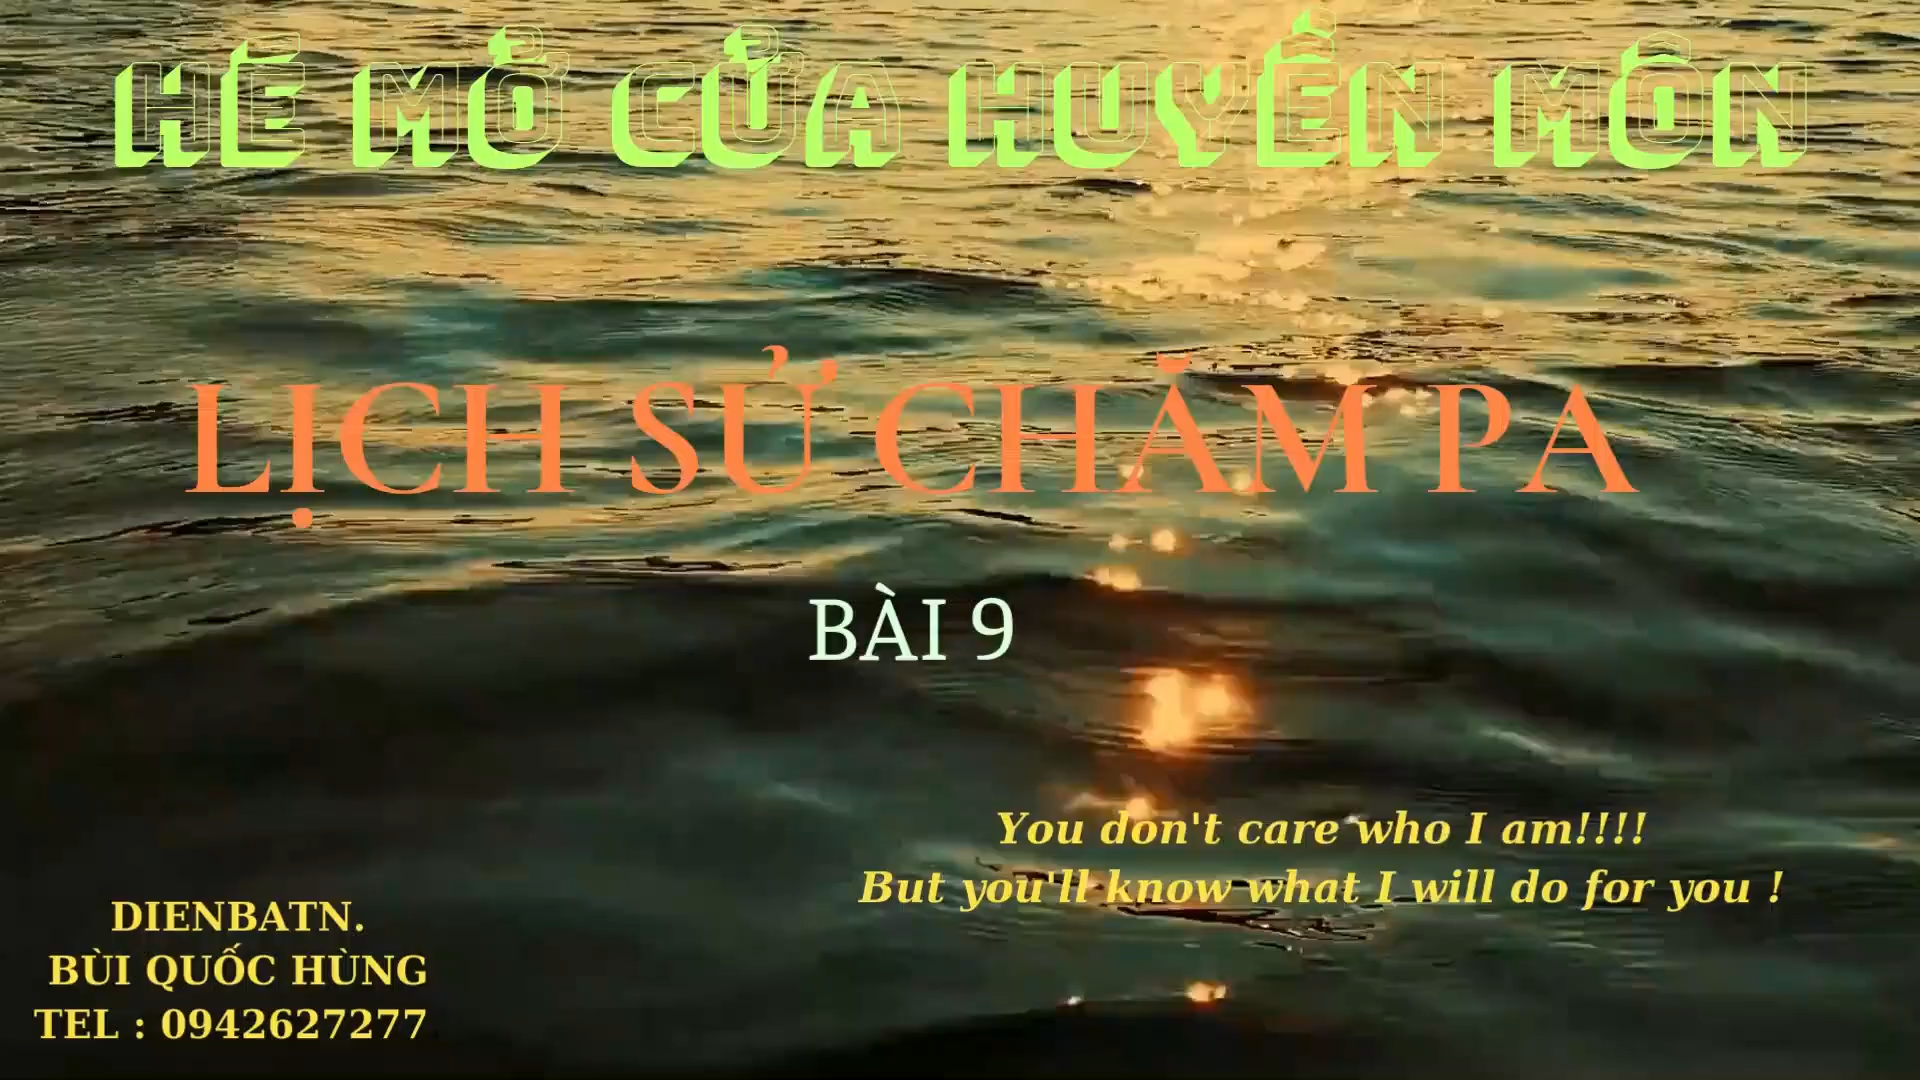 HÉ MỞ CỬA HUYỀN MÔN
LỊCH SỬ CHĂM PA
BÀI 9
You don't care who I am!!!!
But you'll know what I will do for you !
DIENBATN.
BÙI QUỐC HÙNG
TEL : 0942627277